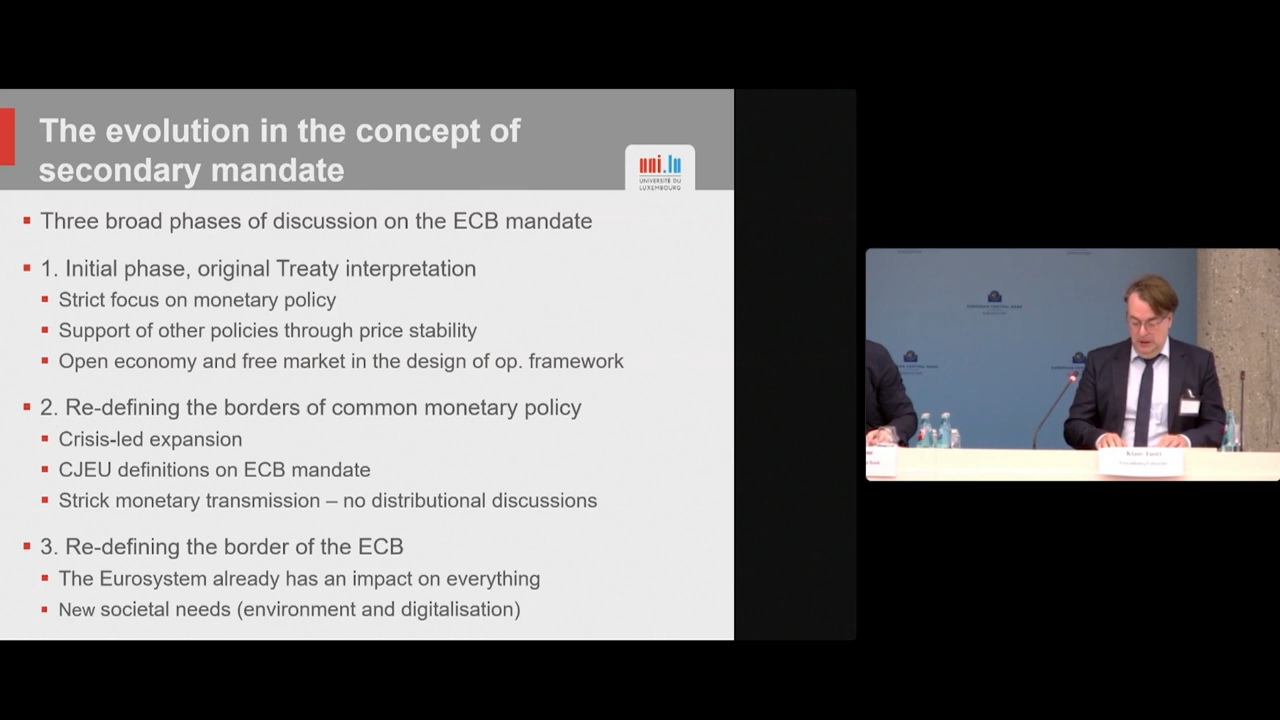 The evolution in the concept of
secondary mandate
uni.lu
UNIVERSITÉ DU
LUXEMBOURG
Three broad phases of discussion on the ECB mandate
1. Initial phase, original Treaty interpretation
Strict focus on monetary policy
Support of other policies through price stability
Open economy and free market in the design of op. framework
2. Re-defining the borders of common monetary policy
Crisis-led expansion
CJEU definitions on ECB mandate
Strick monetary transmission – no distributional discussions
3. Re-defining the border of the ECB
The Eurosystem already has an impact on everything
New societal needs (environment and digitalisation)
EUROPEAN CENTRAL BANK